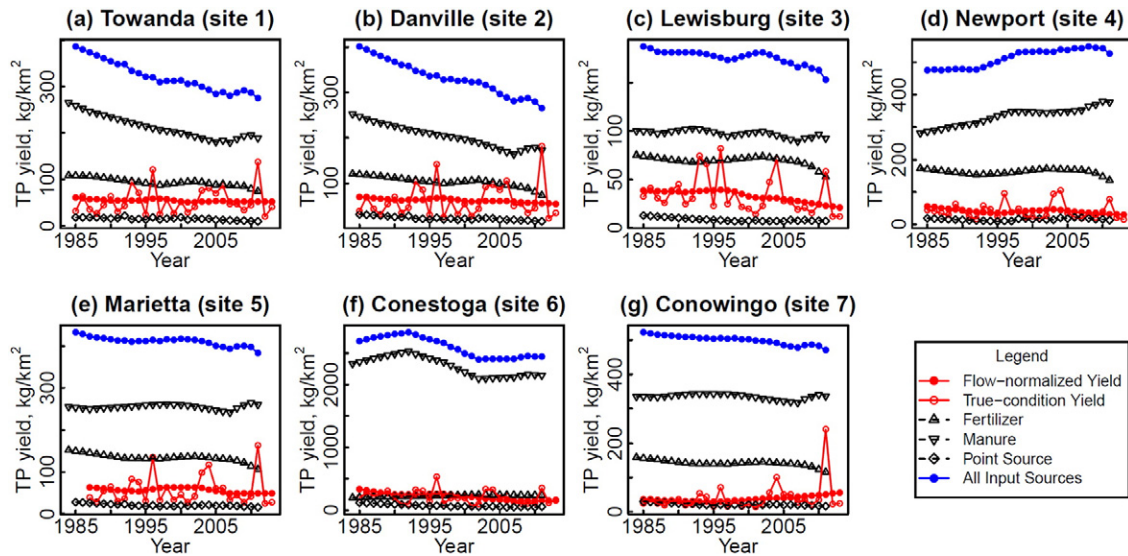 (a) Towanda (site 1)
(b) Danville (site 2)
(c) Lewisburg (site 3)
(d) Newport (site 4)
TP yield, kg/km²
0
100
300
1985
1995
2005
Year
TP yield, kg/km²
100
300
1985
1995
2005
Year
TP yield, kg/km²
0
50
100
1985
1995
2005
Year
TP yield, kg/km²
0
200
400
1985
1995
2005
Year
(e) Marietta (site 5)
(f) Conestoga (site 6)
(g) Conowingo (site 7)
TP yield, kg/km²
0
100
300
1985
1995
2005
Year
TP yield, kg/km²
0
1000
2000
1985
1995
2005
Year
TP yield, kg/km²
0
200
400
1985
1995
2005
Year
Legend
Flow−normalized Yield
True−condition Yield
Fertilizer
Manure
Point Source
All Input Sources